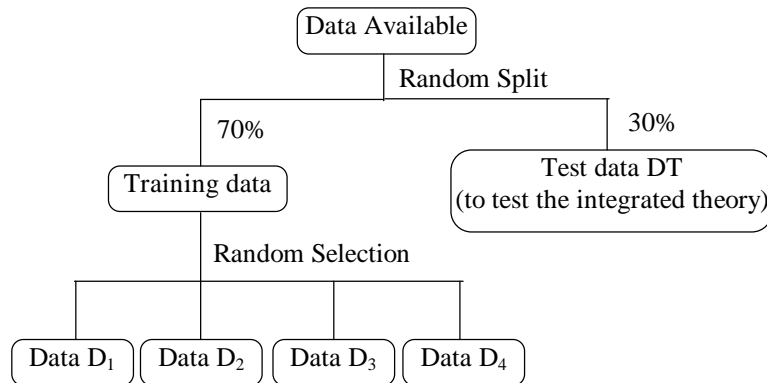 Data Available
Random Split
70%
30%
Training data
Test data DT
(to test the integrated theory)
Random Selection
Data D₁
Data D₂
Data D₃
Data D₄